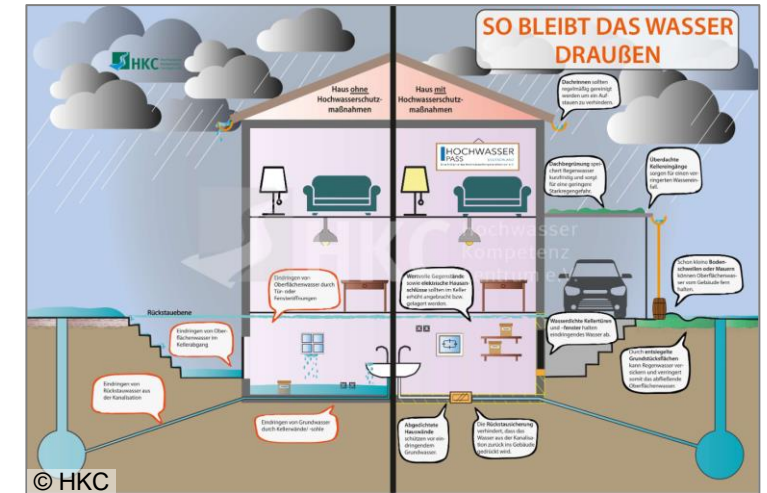 SO BLEIBT DAS WASSER
DRAUßEN
HKC
Haus ohne
Hochwasserschutz-
maßnahmen
Haus mit
Hochwasserschutz-
maßnahmen
Dachrinnen sollten
regelmäßig gereinigt
werden um ein Auf
stauen zu verhindern.
HOCHWASSER
PASS
Dachbegrünung spei-
chert Regenwasser
kurzfristig und sorgt
für eine geringere
Starkregengefahr.
Überdachte
Kellereingänge
sorgen für einen ver-
ringerten Wasserein-
fall.
HKC
Hochwasser
Kompetenz
Centrum e.V.
Schon kleine Boden-
schwellen oder Mauern
können Oberflächenwas-
ser vom Gebäude fern
halten.
Eindringen von
Oberflächenwasser durch
Tür- oder
Fensteröffnungen
Wertvolle Gegenstände
sowie elektrische Hausan-
schlüsse sollten im Keller
erhöht angebracht bzw.
gelagert werden.
Rückstauebene
Eindringen von Ober-
flächenwasser im
Kellerabgang
Wasserdichte Kellertüren
und -fenster halten
eindringendes Wasser ab.
Durch entsiegelte
Grundstücksflächen
kann Regenwasser ver-
sickern und verringert
somit das abfließende
Oberflächenwasser.
Eindringen von
Rückstauwasser aus
der Kanalisation
Eindringen von Grundwasser
durch Kellerwände/ -sohle
Abgedichtete
Hauswände
schützen vor ein-
dringendem
Grundwasser.
Die Rückstausicherung
verhindert, dass das
Wasser aus der Kanalisa-
tion zurück ins Gebäude
gedrückt wird.
© HKC